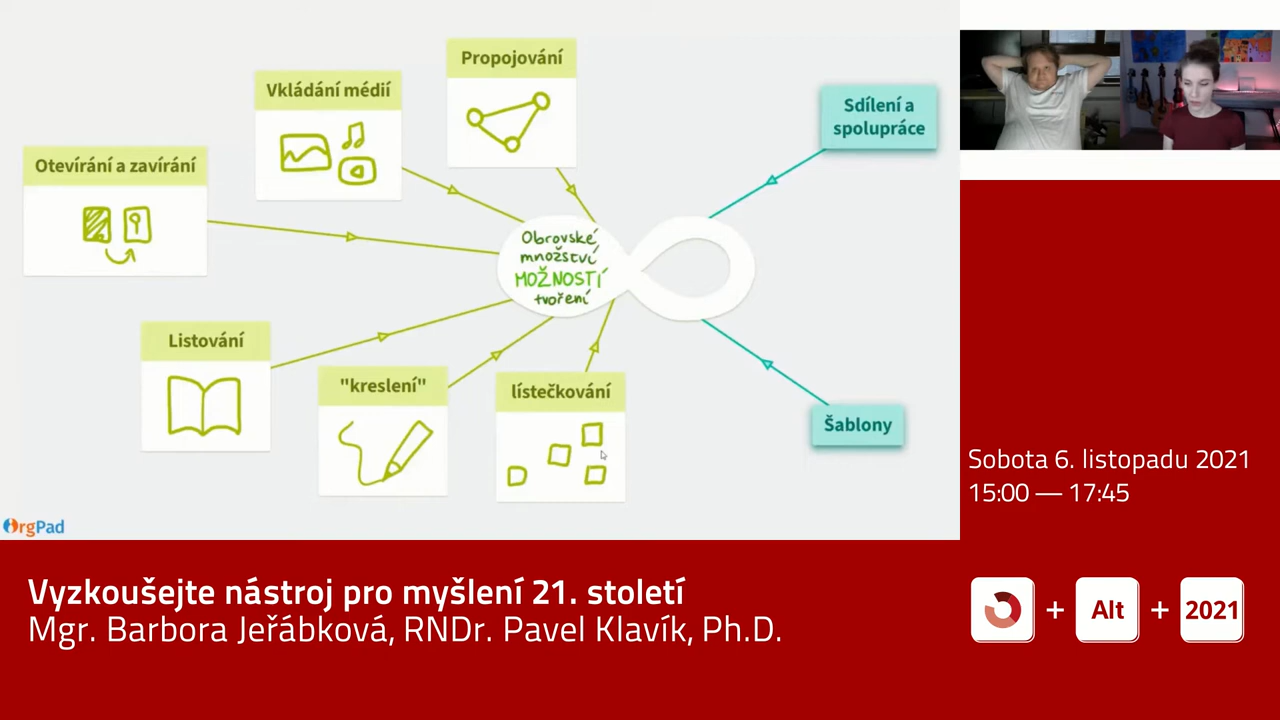 Propojování
Vkládání médií
Otevírání a zavírání
Sdílení a
spolupráce
Obrovské
množství
MOŽNOSTÍ
tvoření
Listování
"kreslení"
lístečkování
Šablony
OrgPad
Sobota 6. listopadu 2021
15:00 — 17:45
Vyzkoušejte nástroj pro myšlení 21. století
Mgr. Barbora Jeřábková, RNDr. Pavel Klavík, Ph.D.
+ Alt + 2021